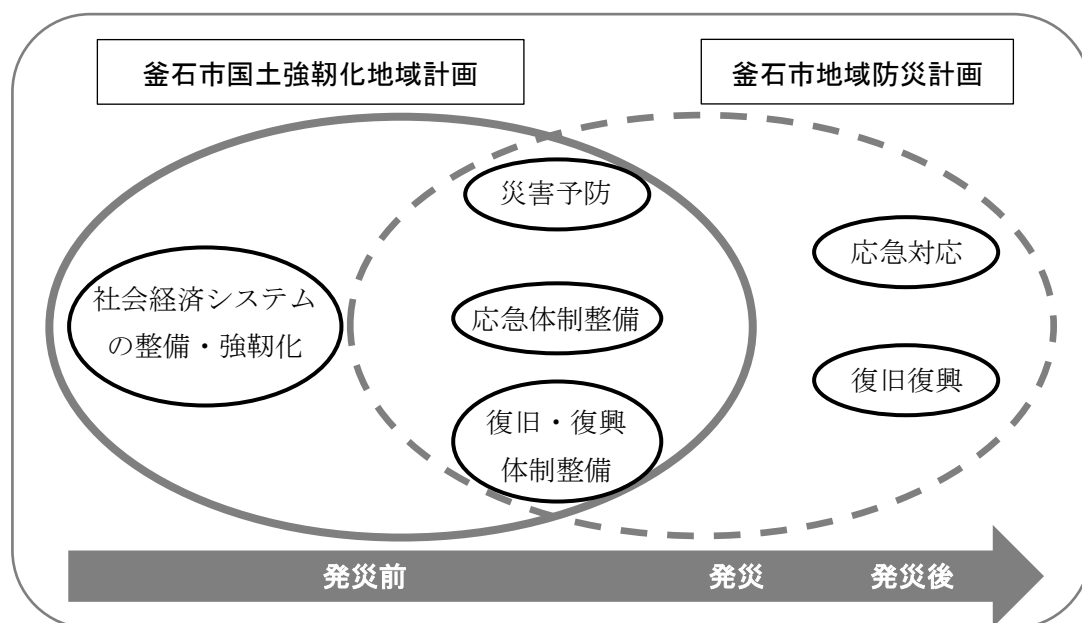 釜石市国土強靭化地域計画
釜石市地域防災計画
災害予防
社会経済システム
の整備・強靭化
応急体制整備
復旧・復興
体制整備
応急対応
復旧復興
発災前
発災
発災後